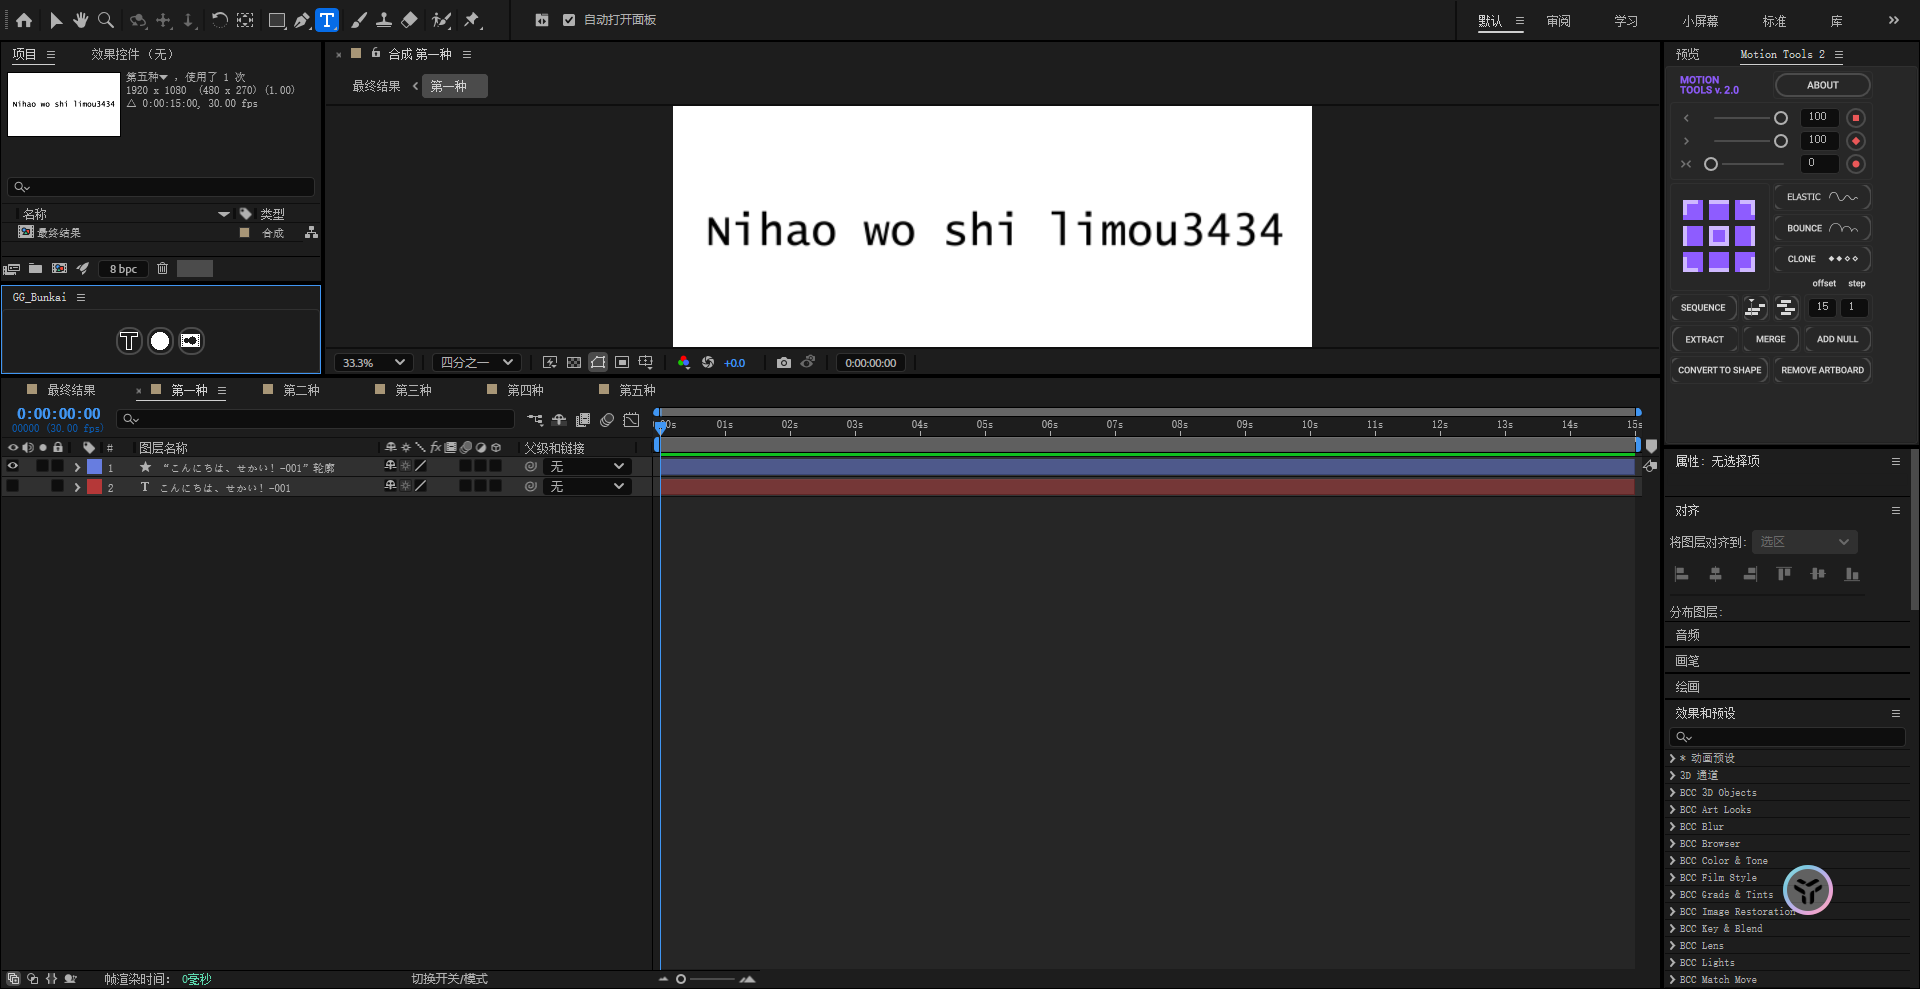 自动打开面板
默认
审阅
学习
小屏幕
标准
库
项目
效果控件 (无)
第五种 , 使用了 1 次
1920 x 1080 (480 x 270) (1.00)
△ 0:00:15:00, 30.00 fps
Nihao wo shi limou3434
名称
类型
最终结果
合成
8 bpc
GG_Bunkai
合成 第一种
最终结果
第一种
Nihao wo shi limou3434
33.3%
四分之一
+0.0
0:00:00:00
预览
Motion Tools 2
MOTION
TOOLS v. 2.0
ABOUT
100
100
0
ELASTIC
BOUNCE
CLONE
offset
step
SEQUENCE
15
1
EXTRACT
MERGE
ADD NULL
CONVERT TO SHAPE
REMOVE ARTBOARD
最终结果
第一种
第二种
第三种
第四种
第五种
0:00:00:00
00000 (30.00 fps)
#
图层名称
fx
父级和链接
:00s
01s
02s
03s
04s
05s
06s
07s
08s
09s
10s
11s
12s
13s
14s
15s
1
“こんにちは、せかい！-001”轮廓
无
2
T
こんにちは、せかい！-001
无
属性: 无选择项
对齐
将图层对齐到:
选区
分布图层:
音频
画笔
绘画
效果和预设
* 动画预设
3D 通道
BCC 3D Objects
BCC Art Looks
BCC Blur
BCC Browser
BCC Color & Tone
BCC Film Style
BCC Grads & Tints
BCC Image Restoration
BCC Key & Blend
BCC Lens
BCC Lights
BCC Match Move
帧渲染时间:
0毫秒
切换开关/模式